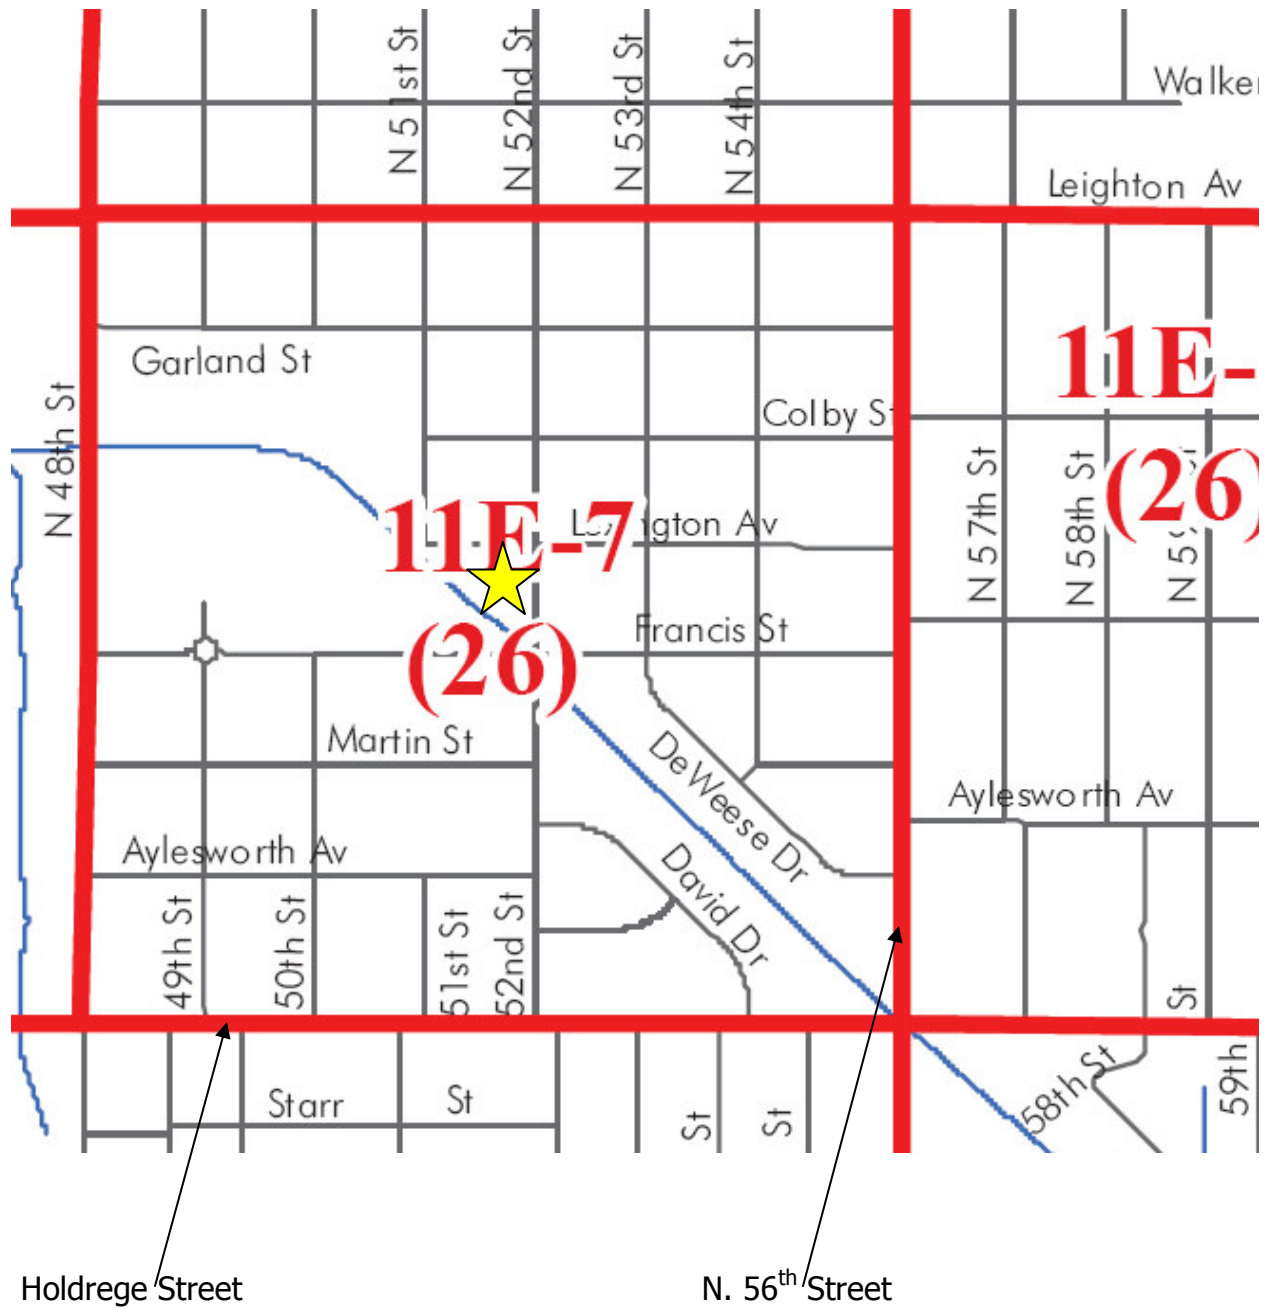 N 51st St
N 52nd St
N 53rd St
N 54th St
Walker
Leighton Av
Garland St
11E-
N 48th St
Colby St
(26)
N 57th St
N 58th St
11E-7
Francis St
(26)
Martin St
DeWeese Dr
Aylesworth Av
Aylesworth Av
David Dr
49th St
50th St
51st St
52nd St
St
58th St
59th
Starr St
St
St
Holdrege Street
N. 56th Street